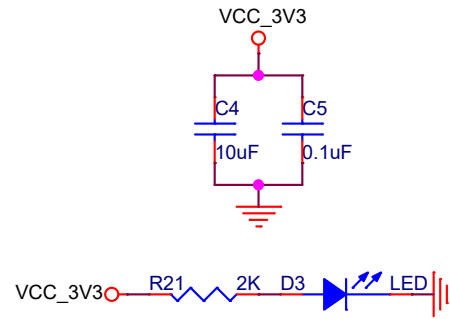 VCC_3V3
C4 C5
10uF 0.1uF
VCC_3V3 R21 2K D3 LED